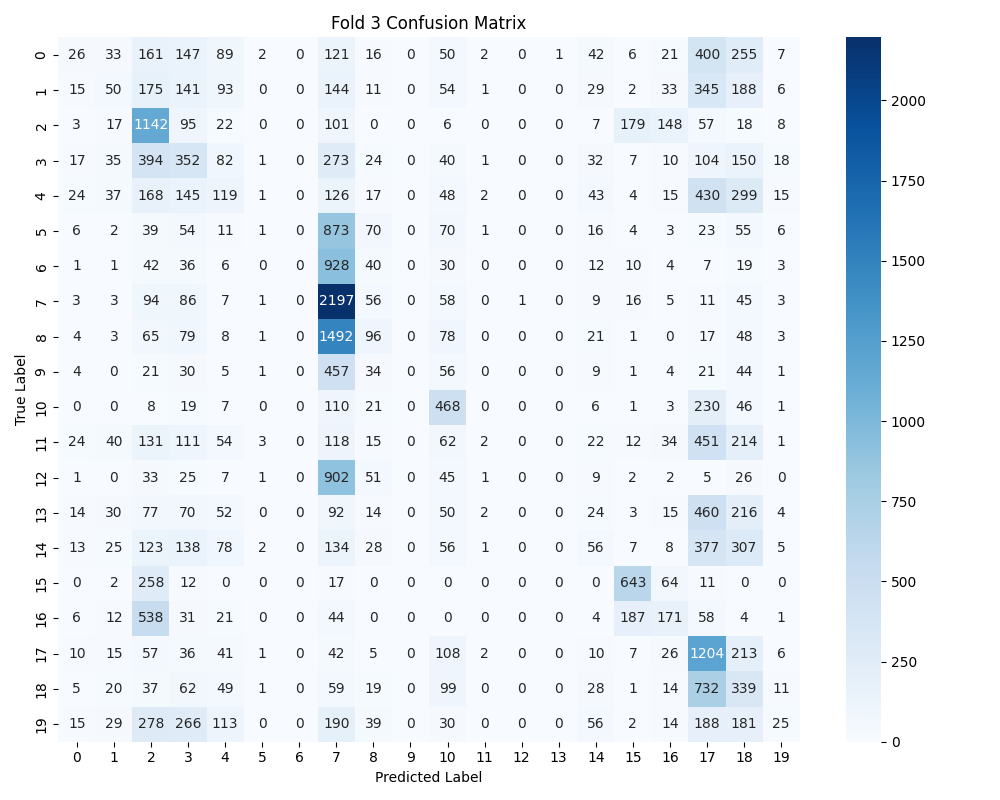 Fold 3 Confusion Matrix
0 26 33 161 147 89 2 0 121 16 0 50 2 0 1 42 6 21 400 255 7
1 15 50 175 141 93 0 0 144 11 0 54 1 0 0 29 2 33 345 188 6
2 3 17 1142 95 22 0 0 101 0 0 6 0 0 0 7 179 148 57 18 8
3 17 35 394 352 82 1 0 273 24 0 40 1 0 0 32 7 10 104 150 18
4 24 37 168 145 119 1 0 126 17 0 48 2 0 0 43 4 15 430 299 15
5 6 2 39 54 11 1 0 873 70 0 70 1 0 0 16 4 3 23 55 6
6 1 1 42 36 6 0 0 928 40 0 30 0 0 0 12 10 4 7 19 3
7 3 3 94 86 7 1 0 2197 56 0 58 0 1 0 9 16 5 11 45 3
8 4 3 65 79 8 1 0 1492 96 0 78 0 0 0 21 1 0 17 48 3
9 4 0 21 30 5 1 0 457 34 0 56 0 0 0 9 1 4 21 44 1
10 0 0 8 19 7 0 0 110 21 0 468 0 0 0 6 1 3 230 46 1
11 24 40 131 111 54 3 0 118 15 0 62 2 0 0 22 12 34 451 214 1
12 1 0 33 25 7 1 0 902 51 0 45 1 0 0 9 2 2 5 26 0
13 14 30 77 70 52 0 0 92 14 0 50 2 0 0 24 3 15 460 216 4
14 13 25 123 138 78 2 0 134 28 0 56 1 0 0 56 7 8 377 307 5
15 0 2 258 12 0 0 0 17 0 0 0 0 0 0 0 643 64 11 0 0
16 6 12 538 31 21 0 0 44 0 0 0 0 0 0 4 187 171 58 4 1
17 10 15 57 36 41 1 0 42 5 0 108 2 0 0 10 7 26 1204 213 6
18 5 20 37 62 49 1 0 59 19 0 99 0 0 0 28 1 14 732 339 11
19 15 29 278 266 113 0 0 190 39 0 30 0 0 0 56 2 14 188 181 25
0 1 2 3 4 5 6 7 8 9 10 11 12 13 14 15 16 17 18 19
Predicted Label
True Label
2000
1750
1500
1250
1000
750
500
250
0